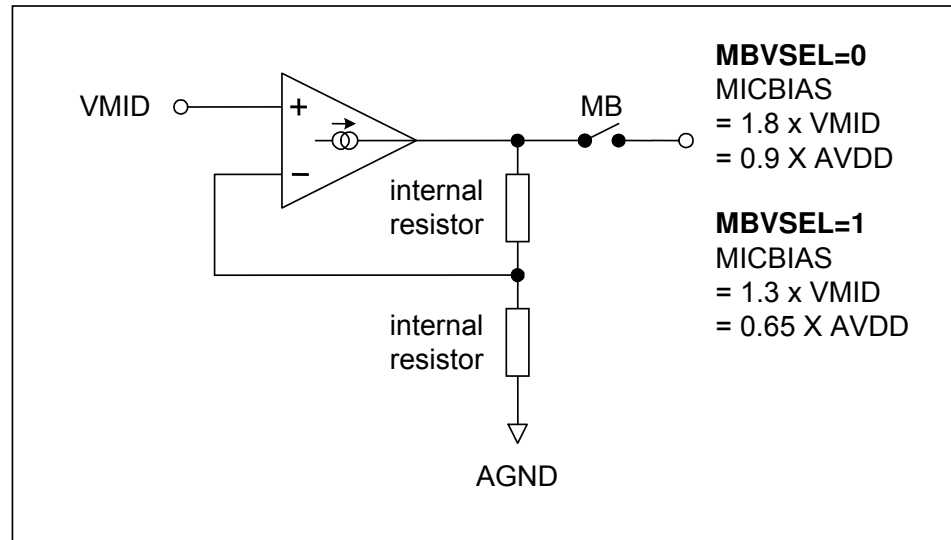 VMID
+
−
MB
internal
resistor
internal
resistor
AGND
MBVSEL=0
MICBIAS
= 1.8 x VMID
= 0.9 X AVDD
MBVSEL=1
MICBIAS
= 1.3 x VMID
= 0.65 X AVDD